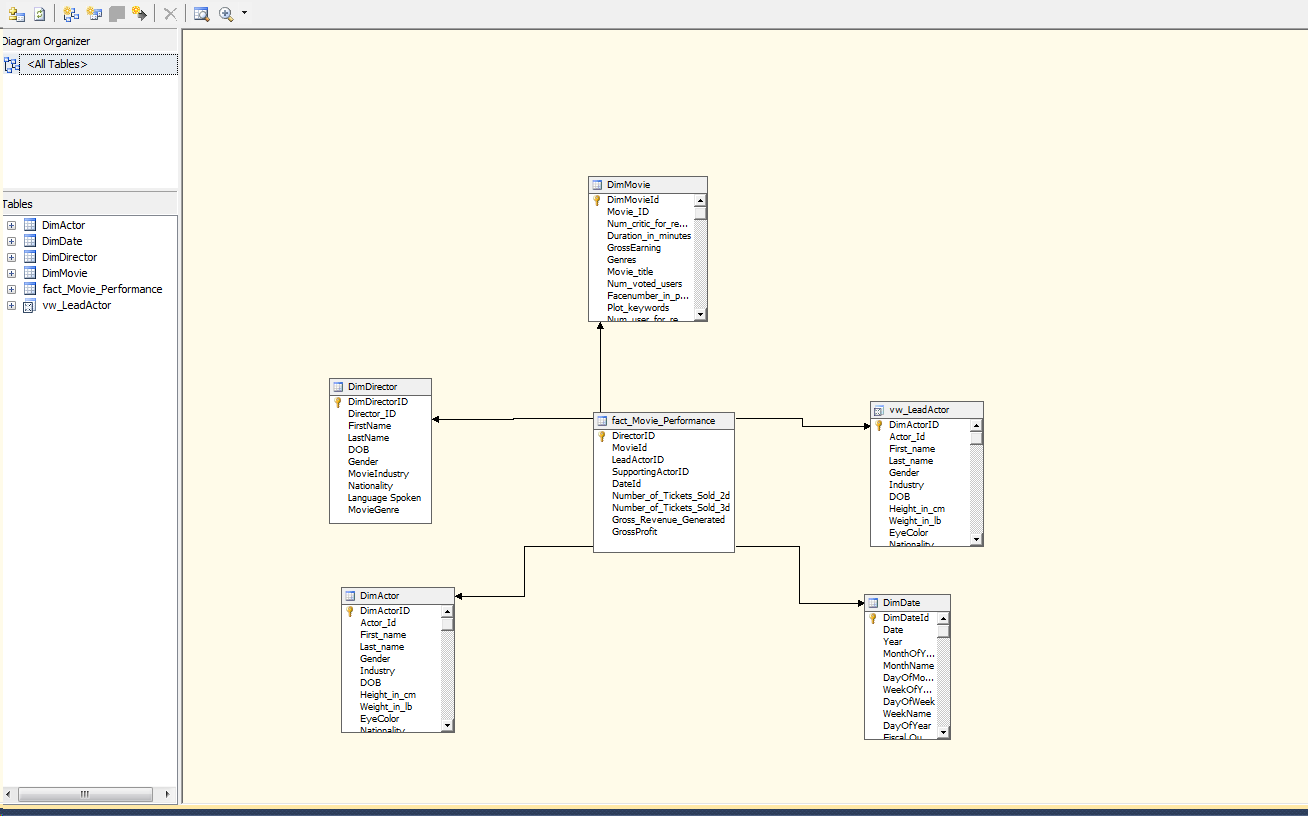 Diagram Organizer
<All Tables>
Tables
DimActor
DimDate
DimDirector
DimMovie
fact_Movie_Performance
vw_LeadActor
DimMovie
DimMovieId
Movie_ID
Num_critic_for_re...
Duration_in_minutes
GrossEarning
Genres
Movie_title
Num_voted_users
Facenumber_in_p...
Plot_keywords
Num_user_for_re
DimDirector
DimDirectorID
Director_ID
FirstName
LastName
DOB
Gender
MovieIndustry
Nationality
Language Spoken
MovieGenre
fact_Movie_Performance
DirectorID
MovieId
LeadActorID
SupportingActorID
DateId
Number_of_Tickets_Sold_2d
Number_of_Tickets_Sold_3d
Gross_Revenue_Generated
GrossProfit
vw_LeadActor
DimActorID
Actor_Id
First_name
Last_name
Gender
Industry
DOB
Height_in_cm
Weight_in_lb
EyeColor
Nationality
DimActor
DimActorID
Actor_Id
First_name
Last_name
Gender
Industry
DOB
Height_in_cm
Weight_in_lb
EyeColor
Nationality
DimDate
DimDateId
Date
Year
MonthOfY...
MonthName
DayOfMo...
WeekOfY...
DayOfWeek
WeekName
DayOfYear
Fiscal_Qu